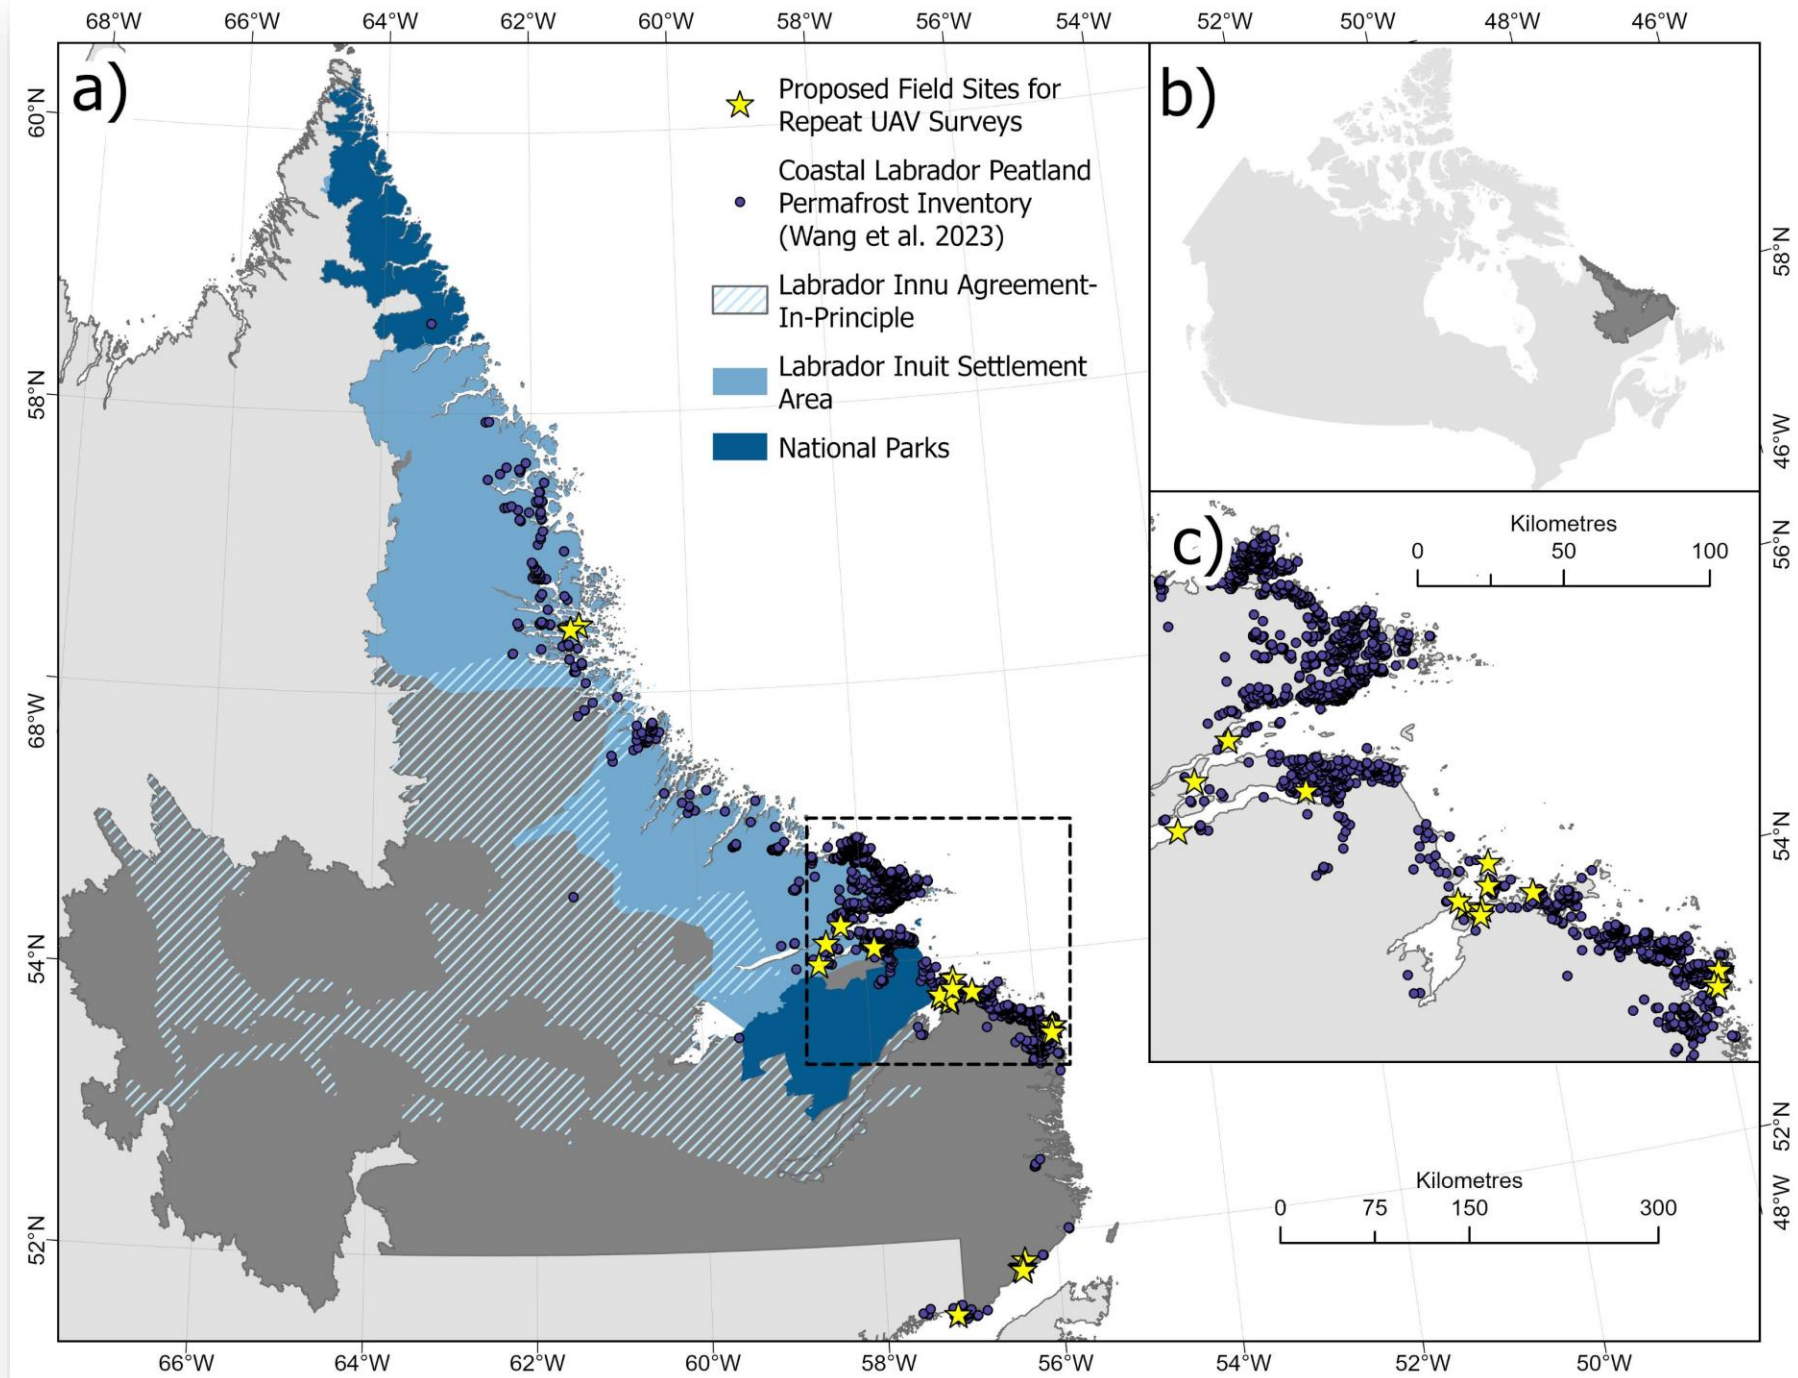 68°W 66°W 64°W 62°W 60°W 58°W 56°W 54°W 52°W 50°W 48°W 46°W
a)
60°N
58°N
68°W
54°N
52°N
Proposed Field Sites for
Repeat UAV Surveys
Coastal Labrador Peatland
Permafrost Inventory
(Wang et al. 2023)
Labrador Innu Agreement-
In-Principle
Labrador Inuit Settlement
Area
National Parks
b)
58°N
46°W
56°N
54°N
52°N
48°W
c)
Kilometres
0 50 100
Kilometres
0 75 150 300
66°W 64°W 62°W 60°W 58°W 56°W 54°W 52°W 50°W